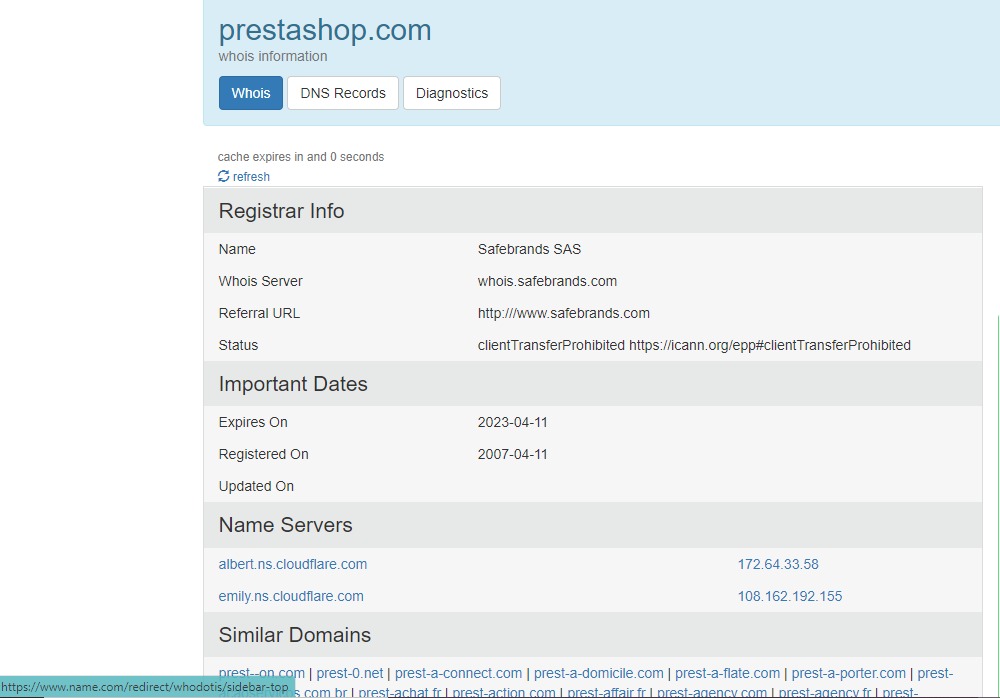 prestashop.com
whois information
Whois DNS Records Diagnostics
cache expires in and 0 seconds
refresh
Registrar Info
Name Safebrands SAS
Whois Server whois.safebrands.com
Referral URL http:///www.safebrands.com
Status clientTransferProhibited https://icann.org/epp#clientTransferProhibited
Important Dates
Expires On 2023-04-11
Registered On 2007-04-11
Updated On
Name Servers
albert.ns.cloudflare.com 172.64.33.58
emily.ns.cloudflare.com 108.162.192.155
Similar Domains
prest--on.com | prest-0.net | prest-a-connect.com | prest-a-domicile.com | prest-a-flate.com | prest-a-porter.com | prest-
https://www.name.com/redirect/whodotis/sidebar-top
.com.br | prest-achat.fr | prest-action.com | prest-affair.fr | prest-agency.com | prest-agency.fr | prest-